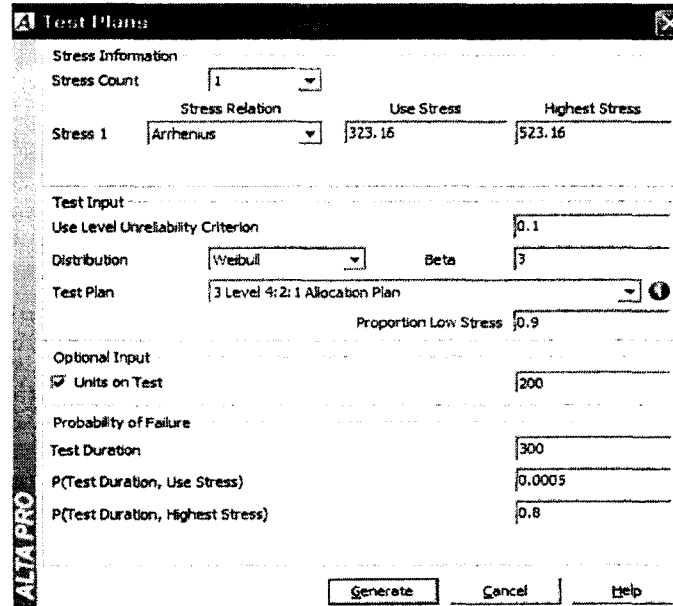 Test Plans
Stress Information
Stress Count 1
Stress Relation Use Stress Highest Stress
Stress 1 Arrhenius 323.16 523.16
Test Input
Use Level Unreliability Criterion 0.1
Distribution Weibull Beta 3
Test Plan 3 Level 4:2:1 Allocation Plan
Proportion Low Stress 0.9
Optional Input
Units on Test 200
Probability of Failure
Test Duration 300
P(Test Duration, Use Stress) 0.0005
P(Test Duration, Highest Stress) 0.8
ALTA PRO
Generate Cancel Help